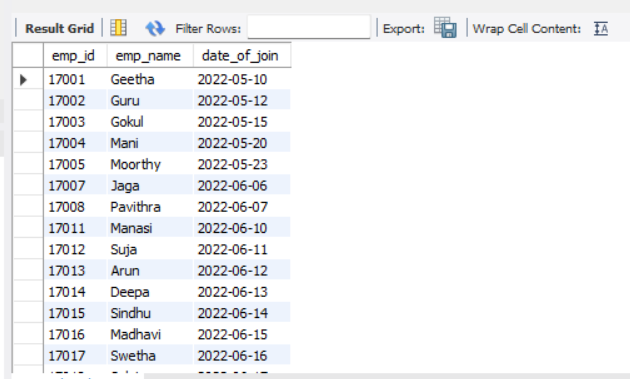 Result Grid Filter Rows: Export: Wrap Cell Content: IA
emp_id emp_name date_of_join
17001 Geetha 2022-05-10
17002 Guru 2022-05-12
17003 Gokul 2022-05-15
17004 Mani 2022-05-20
17005 Moorthy 2022-05-23
17007 Jaga 2022-06-06
17008 Pavithra 2022-06-07
17011 Manasi 2022-06-10
17012 Suja 2022-06-11
17013 Arun 2022-06-12
17014 Deepa 2022-06-13
17015 Sindhu 2022-06-14
17016 Madhavi 2022-06-15
17017 Swetha 2022-06-16